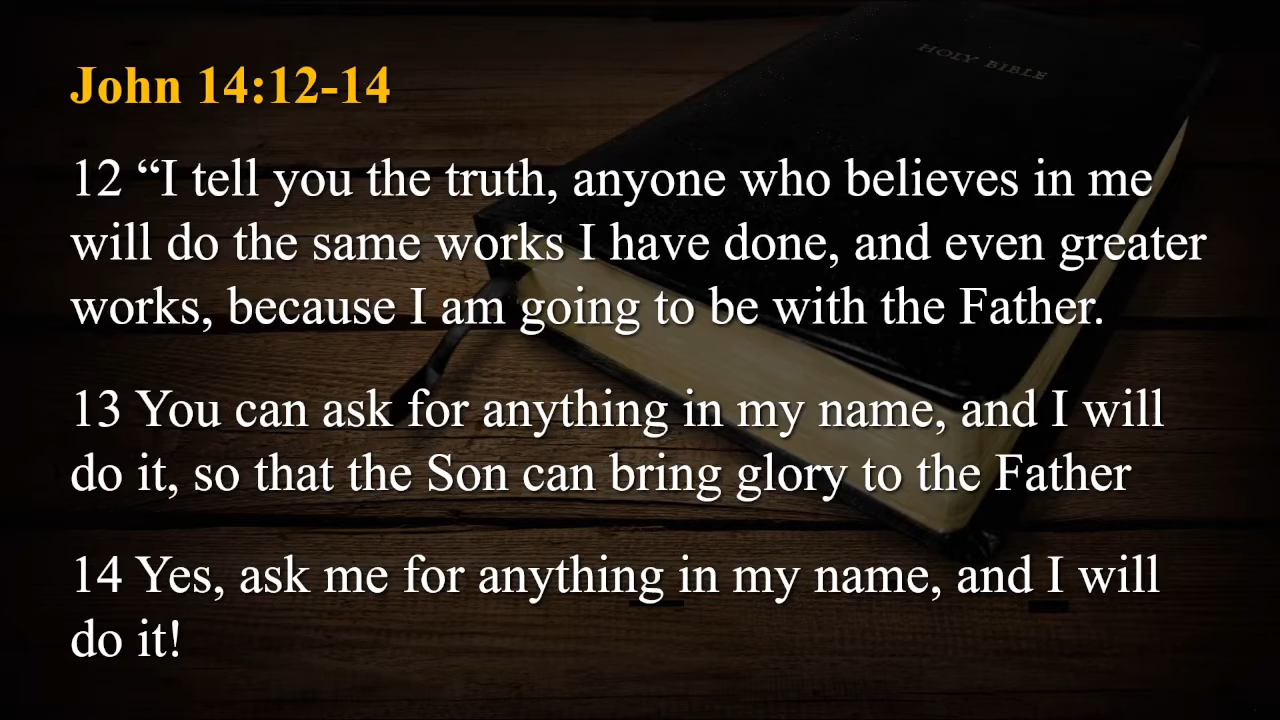 HOLY BIBLE
John 14:12-14
12 “I tell you the truth, anyone who believes in me
will do the same works I have done, and even greater
works, because I am going to be with the Father.
13 You can ask for anything in my name, and I will
do it, so that the Son can bring glory to the Father
14 Yes, ask me for anything in my name, and I will
do it!